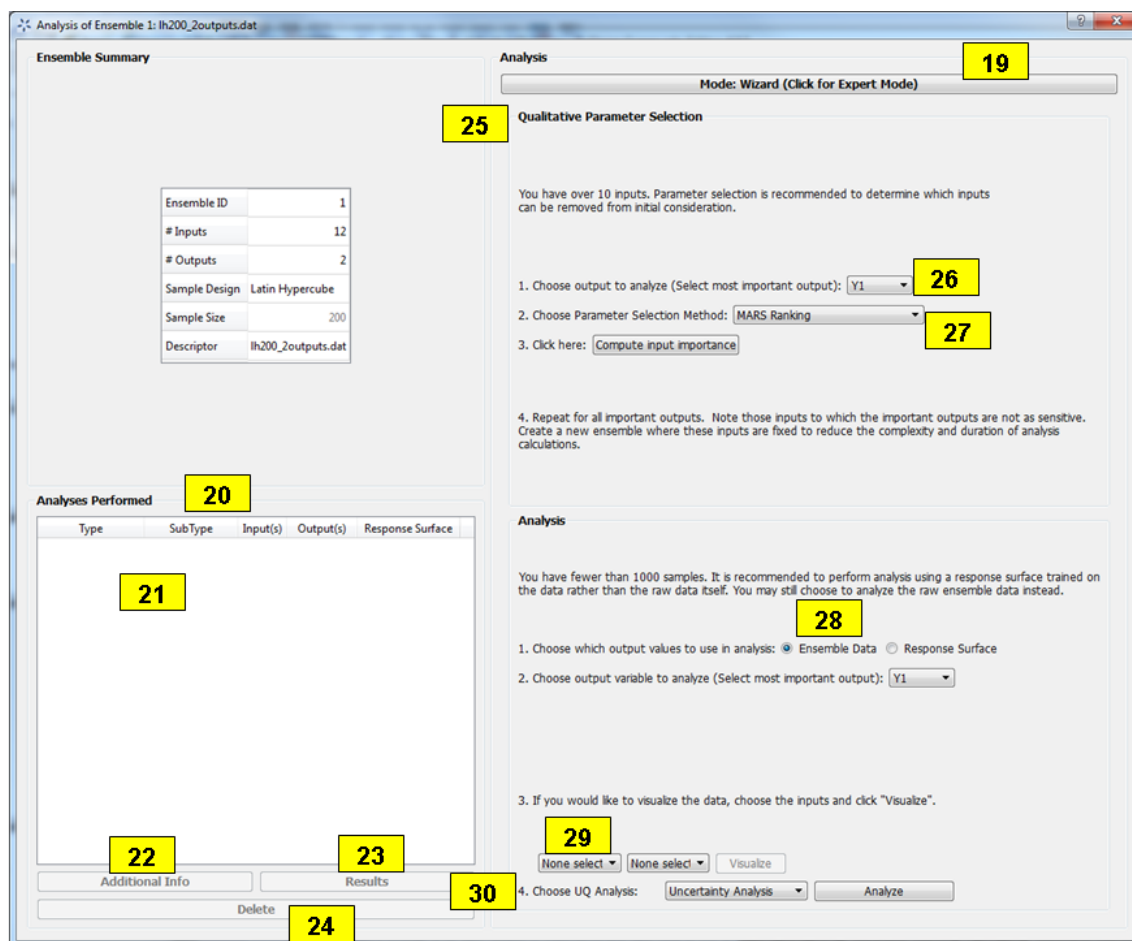 Analysis of Ensemble 1: lh200_2outputs.dat
Ensemble Summary
Ensemble ID 1
# Inputs 12
# Outputs 2
Sample Design Latin Hypercube
Sample Size 200
Descriptor lh200_2outputs.dat
20
Analyses Performed
Type SubType Input(s) Output(s) Response Surface
21
22
23
Additional Info Results
Delete
24
Analysis
19
Mode: Wizard (Click for Expert Mode)
25
Qualitative Parameter Selection
You have over 10 inputs. Parameter selection is recommended to determine which inputs
can be removed from initial consideration.
1. Choose output to analyze (Select most important output): Y1
26
2. Choose Parameter Selection Method: MARS Ranking
27
3. Click here: Compute input importance
4. Repeat for all important outputs. Note those inputs to which the important outputs are not as sensitive.
Create a new ensemble where these inputs are fixed to reduce the complexity and duration of analysis
calculations.
Analysis
You have fewer than 1000 samples. It is recommended to perform analysis using a response surface trained on
the data rather than the raw data itself. You may still choose to analyze the raw ensemble data instead.
28
1. Choose which output values to use in analysis: Ensemble Data Response Surface
2. Choose output variable to analyze (Select most important output): Y1
3. If you would like to visualize the data, choose the inputs and click "Visualize".
29
None select None select Visualize
30
4. Choose UQ Analysis: Uncertainty Analysis Analyze